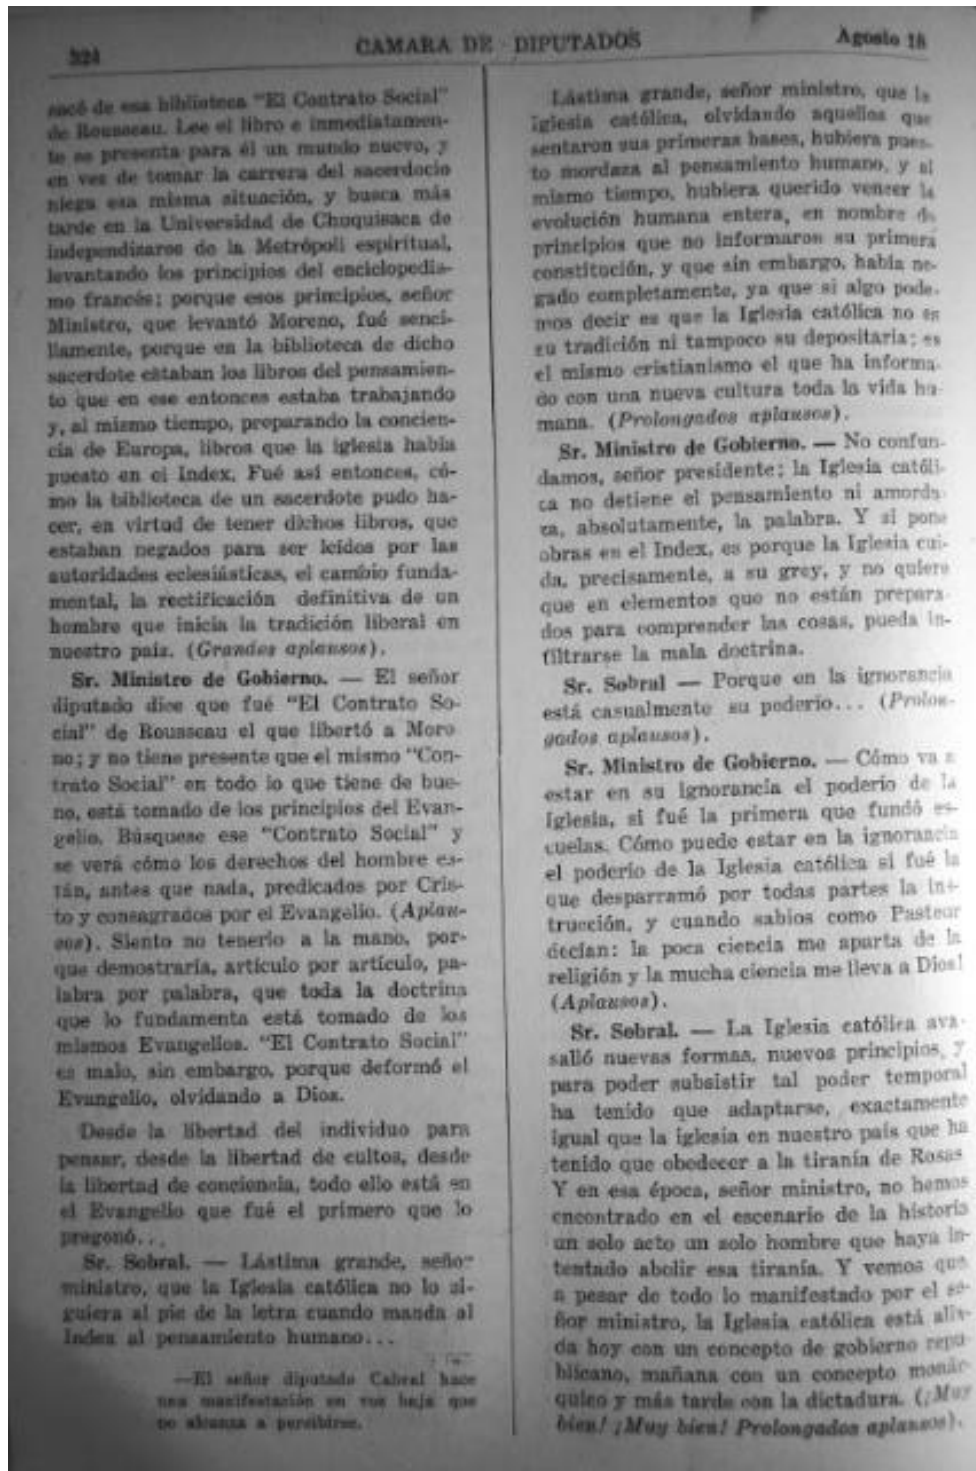 324
CAMARA DE DIPUTADOS
Agosto 18
sacó de esa biblioteca "El Contrato Social"
de Rousseau. Lee el libro e inmediatamen-
te se presenta para él un mundo nuevo, y
en vez de tomar la carrera del sacerdocio
niega esa misma situación, y busca más
tarde en la Universidad de Chuquisaca de
independizaros de la Metrópoli espiritual,
levantando los principios del enciclopedis-
mo francés; porque esos principios, señor
Ministro, que levantó Moreno, fué senci-
llamente, porque en la biblioteca de dicho
sacerdote estaban los libros del pensamien-
to que en ese entonces estaba trabajando
y, al mismo tiempo, preparando la concien-
cia de Europa, libros que la iglesia había
puesto en el Index. Fué así entonces, có-
mo la biblioteca de un sacerdote pudo ha-
cer, en virtud de tener dichos libros, que
estaban negados para ser leídos por las
autoridades eclesiásticas, el cambio funda-
mental, la rectificación definitiva de un
hombre que inicia la tradición liberal en
nuestro país. (Grandes aplausos).
Sr. Ministro de Gobierno. — El señor
diputado dice que fué "El Contrato So-
cial" de Rousseau el que libertó a More
no; y no tiene presente que el mismo "Con-
trato Social" en todo lo que tiene de bue-
no, está tomado de los principios del Evan-
gelio. Búsquese ese "Contrato Social" y
se verá cómo los derechos del hombre es-
tán, antes que nada, predicados por Cris-
to y consagrados por el Evangelio. (Aplau-
sos). Siento no tenerlo a la mano, por-
que demostraría, artículo por artículo, pa-
labra por palabra, que toda la doctrina
que lo fundamenta está tomado de los
mismos Evangelios. "El Contrato Social"
es malo, sin embargo, porque deformó el
Evangelio, olvidando a Dios.
Desde la libertad del individuo para
pensar, desde la libertad de cultos, desde
la libertad de conciencia, todo ello está en
el Evangelio que fué el primero que lo
pregonó...
Sr. Sobral. — Lástima grande, señor
ministro, que la Iglesia católica no lo si-
guiera al pie de la letra cuando manda al
Index al pensamiento humano...
—El señor diputado Cabral hace
una manifestación en voz baja que
no alcanza a percibirse.
Lástima grande, señor ministro, que la
Iglesia católica, olvidando aquellos que
sentaron sus primeras bases, hubiera pues-
to mordaza al pensamiento humano, y al
mismo tiempo, hubiera querido vencer la
evolución humana entera, en nombre de
principios que no informaron su primera
constitución, y que sin embargo, había ne-
gado completamente, ya que si algo pode-
mos decir es que la Iglesia católica no es
su tradición ni tampoco su depositaria; es
el mismo cristianismo el que ha informa-
do con una nueva cultura toda la vida hu-
mana. (Prolongados aplausos).
Sr. Ministro de Gobierno. — No confun-
damos, señor presidente; la Iglesia católi-
ca no detiene el pensamiento ni amorda-
za, absolutamente, la palabra. Y si pone
obras en el Index, es porque la Iglesia cui-
da, precisamente, a su grey, y no quiere
que en elementos que no están prepara-
dos para comprender las cosas, pueda in-
filtrarse la mala doctrina.
Sr. Sobral — Porque en la ignorancia
está casualmente su poderio... (Prolon-
gados aplausos).
Sr. Ministro de Gobierno. — Cómo va a
estar en su ignorancia el poderío de la
Iglesia, si fué la primera que fundó es-
cuelas. Cómo puede estar en la ignorancia
el poderío de la Iglesia católica si fué la
que desparramó por todas partes la ins-
trucción, y cuando sabios como Pasteur
decían: la poca ciencia me aparta de la
religión y la mucha ciencia me lleva a Dios!
(Aplausos).
Sr. Sobral. — La Iglesia católica ava-
salló nuevas formas, nuevos principios, y
para poder subsistir tal poder temporal
ha tenido que adaptarse, exactamente
igual que la iglesia en nuestro país que ha
tenido que obedecer a la tiranía de Rosas
Y en esa época, señor ministro, no hemos
encontrado en el escenario de la historia
un solo acto un solo hombre que haya in-
tentado abolir esa tiranía. Y vemos que
a pesar de todo lo manifestado por el se-
ñor ministro, la Iglesia católica está alia-
da hoy con un concepto de gobierno repu
blicano, mañana con un concepto monár-
quico y más tarde con la dictadura. (¡Muy
bien! ¡Muy bien! Prolongados aplausos).